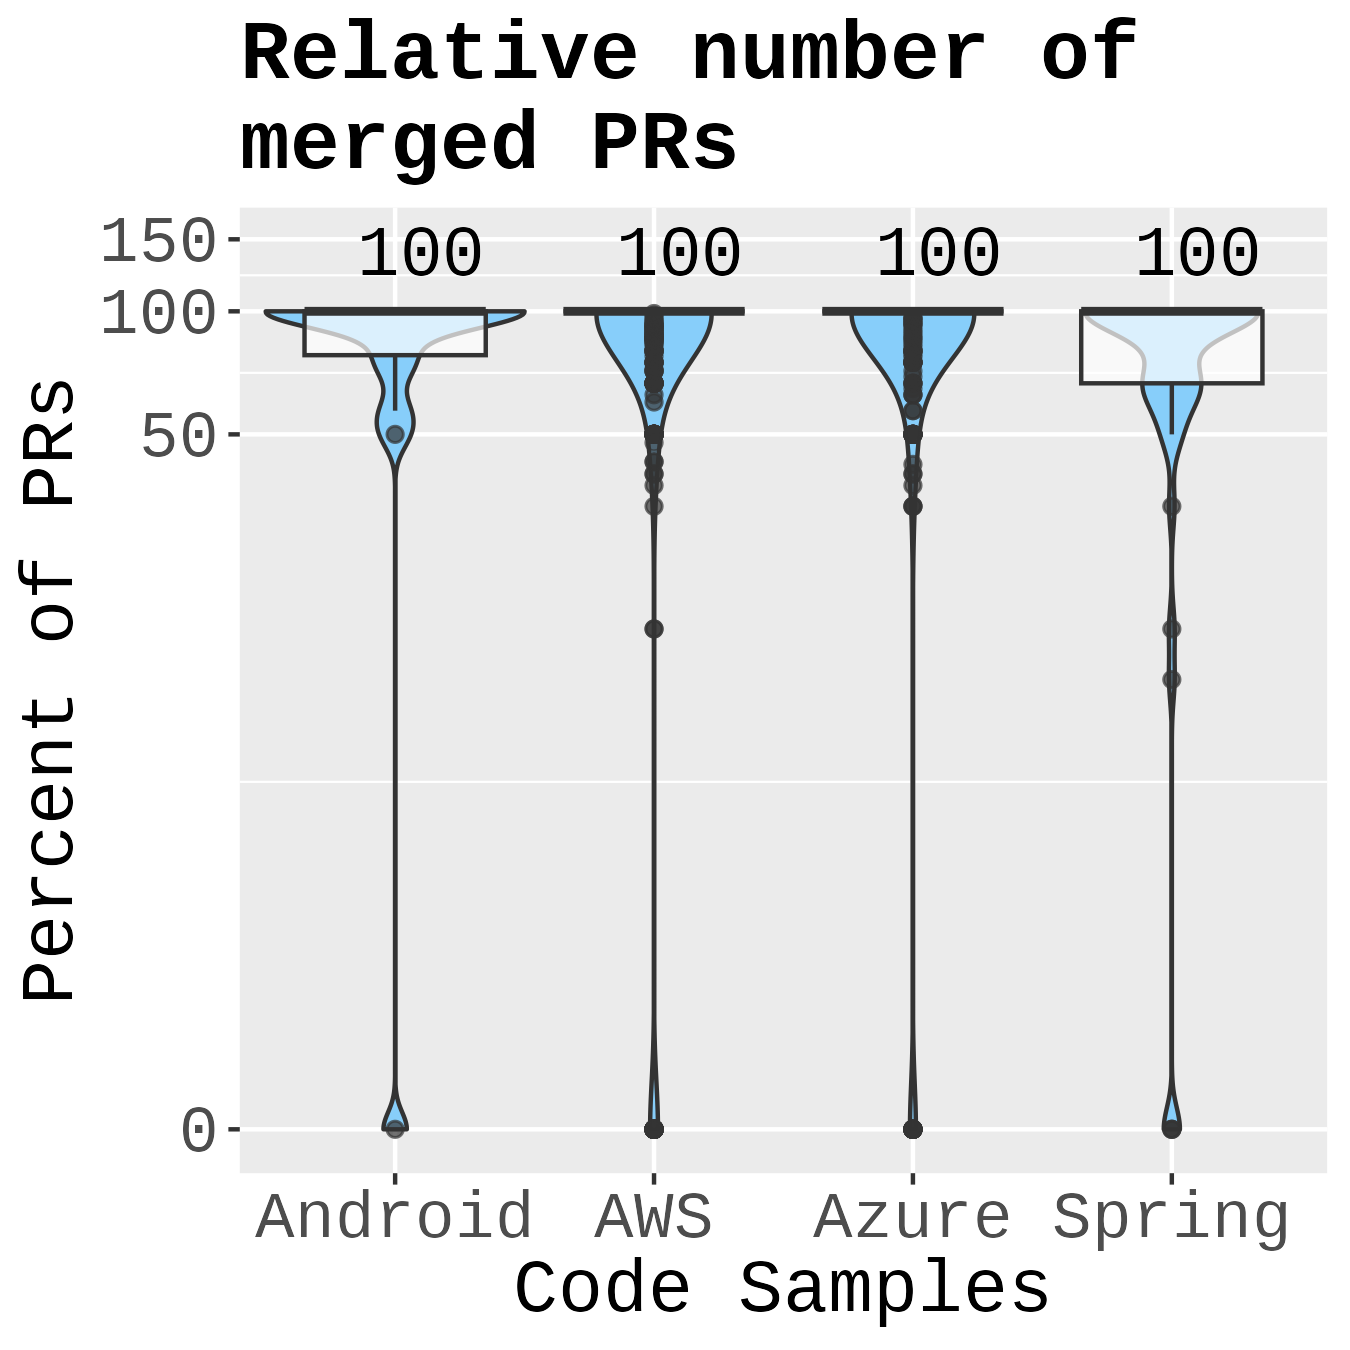 Relative number of
merged PRs
150
100
50
0
Percent of PRs
100 100 100 100
Android AWS Azure Spring
Code Samples